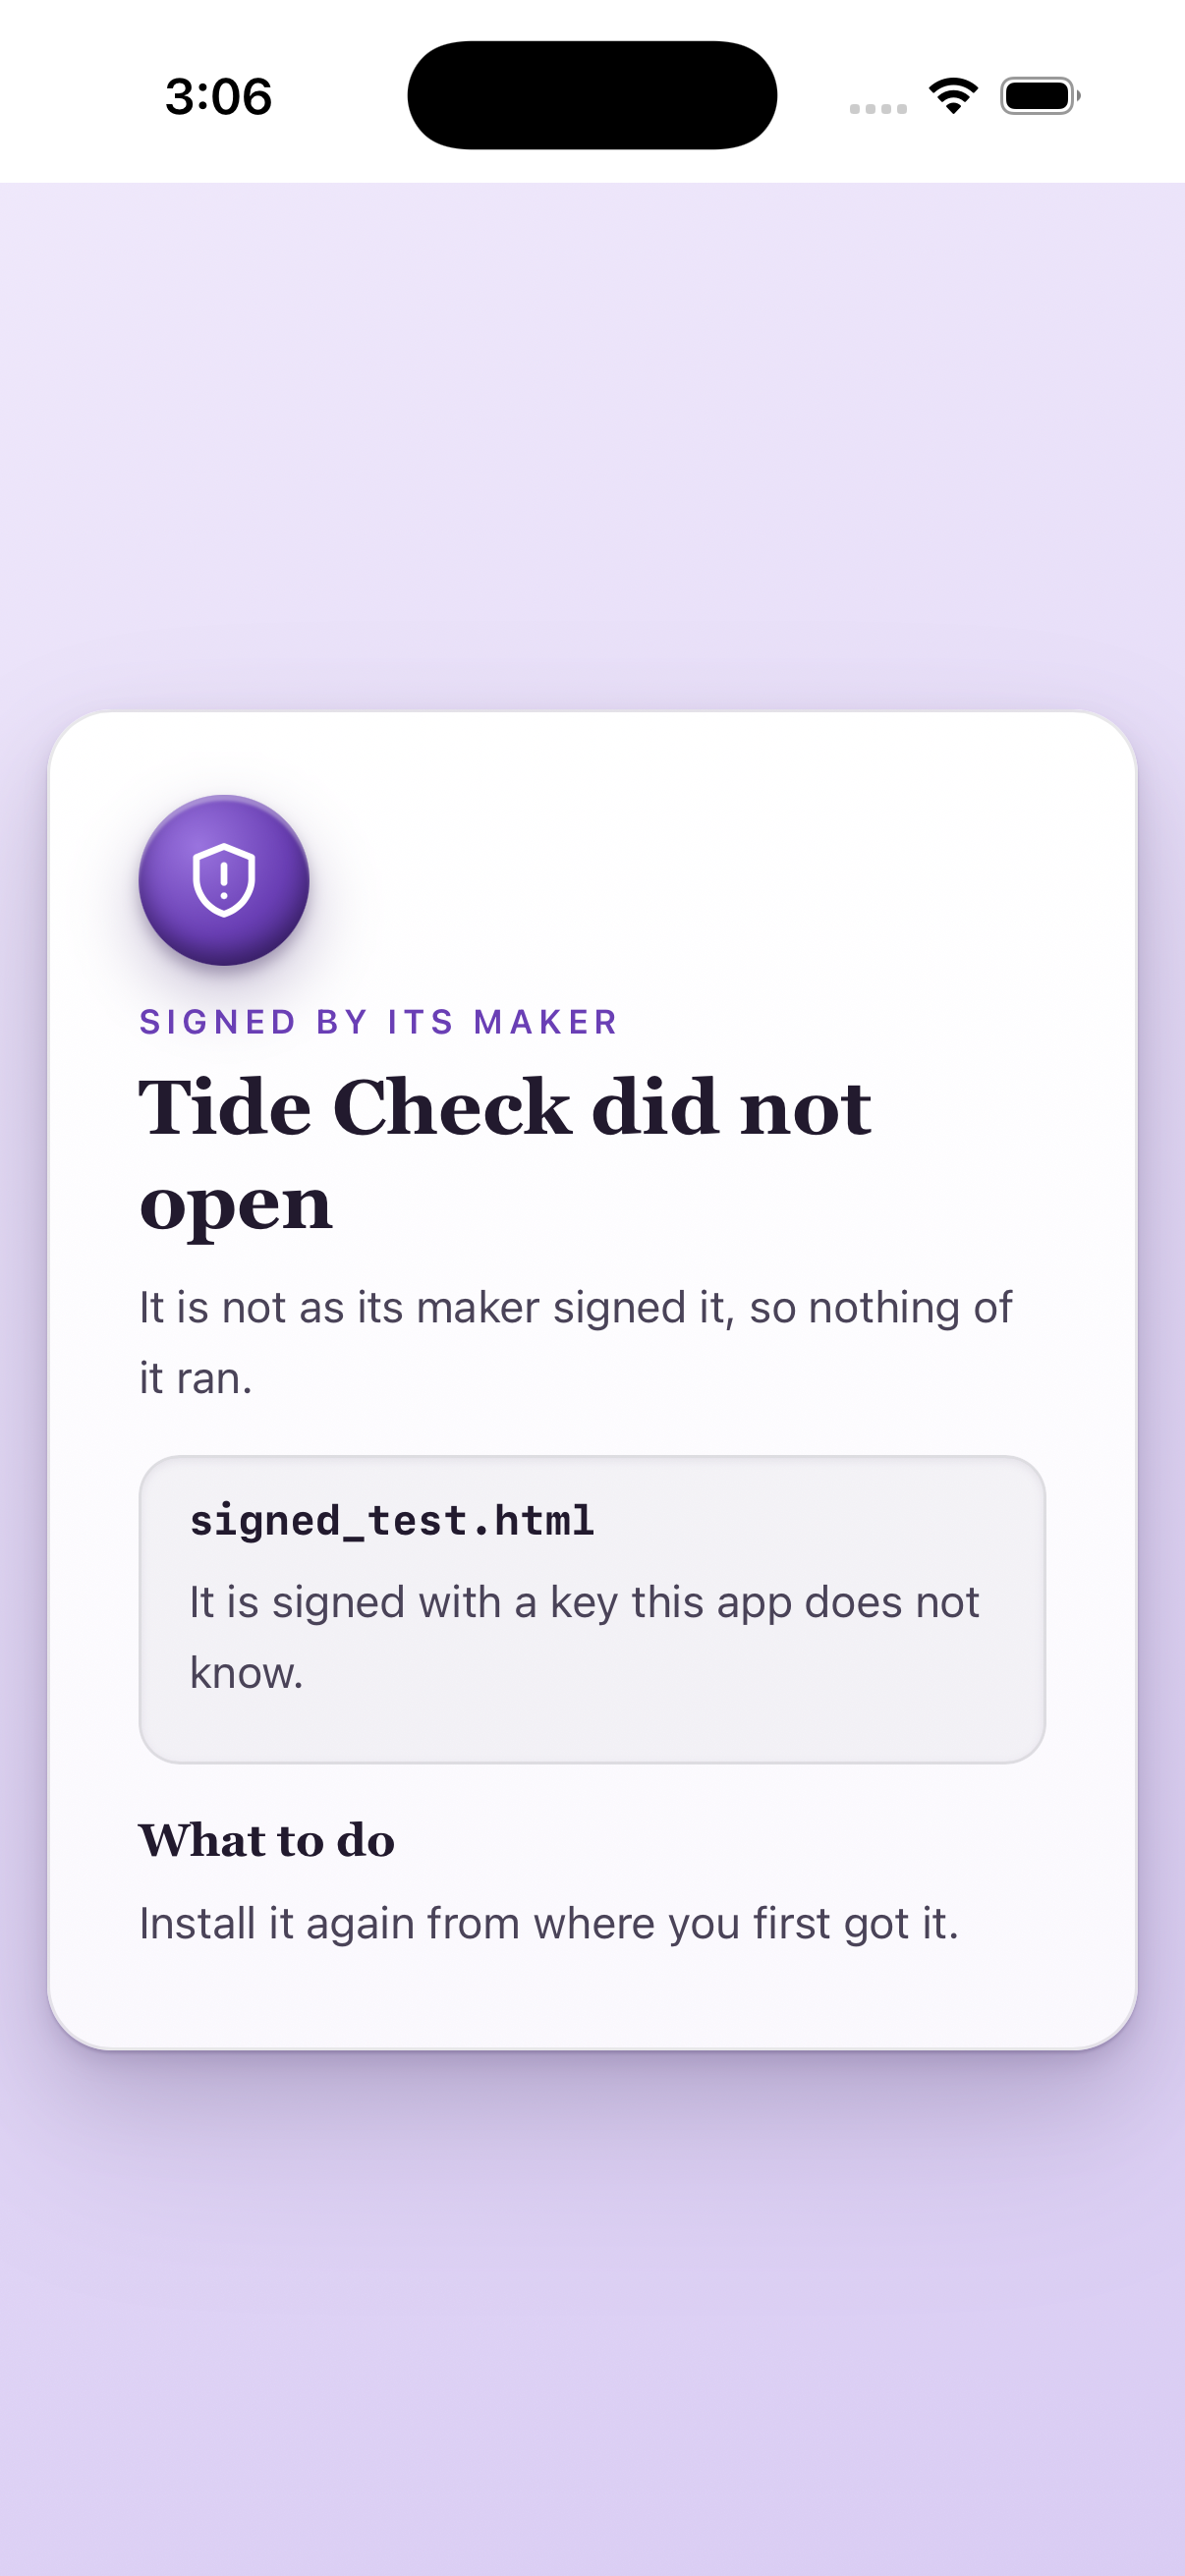 3:06
SIGNED BY ITS MAKER
Tide Check did not
open
It is not as its maker signed it, so nothing of
it ran.
signed_test.html
It is signed with a key this app does not
know.
What to do
Install it again from where you first got it.